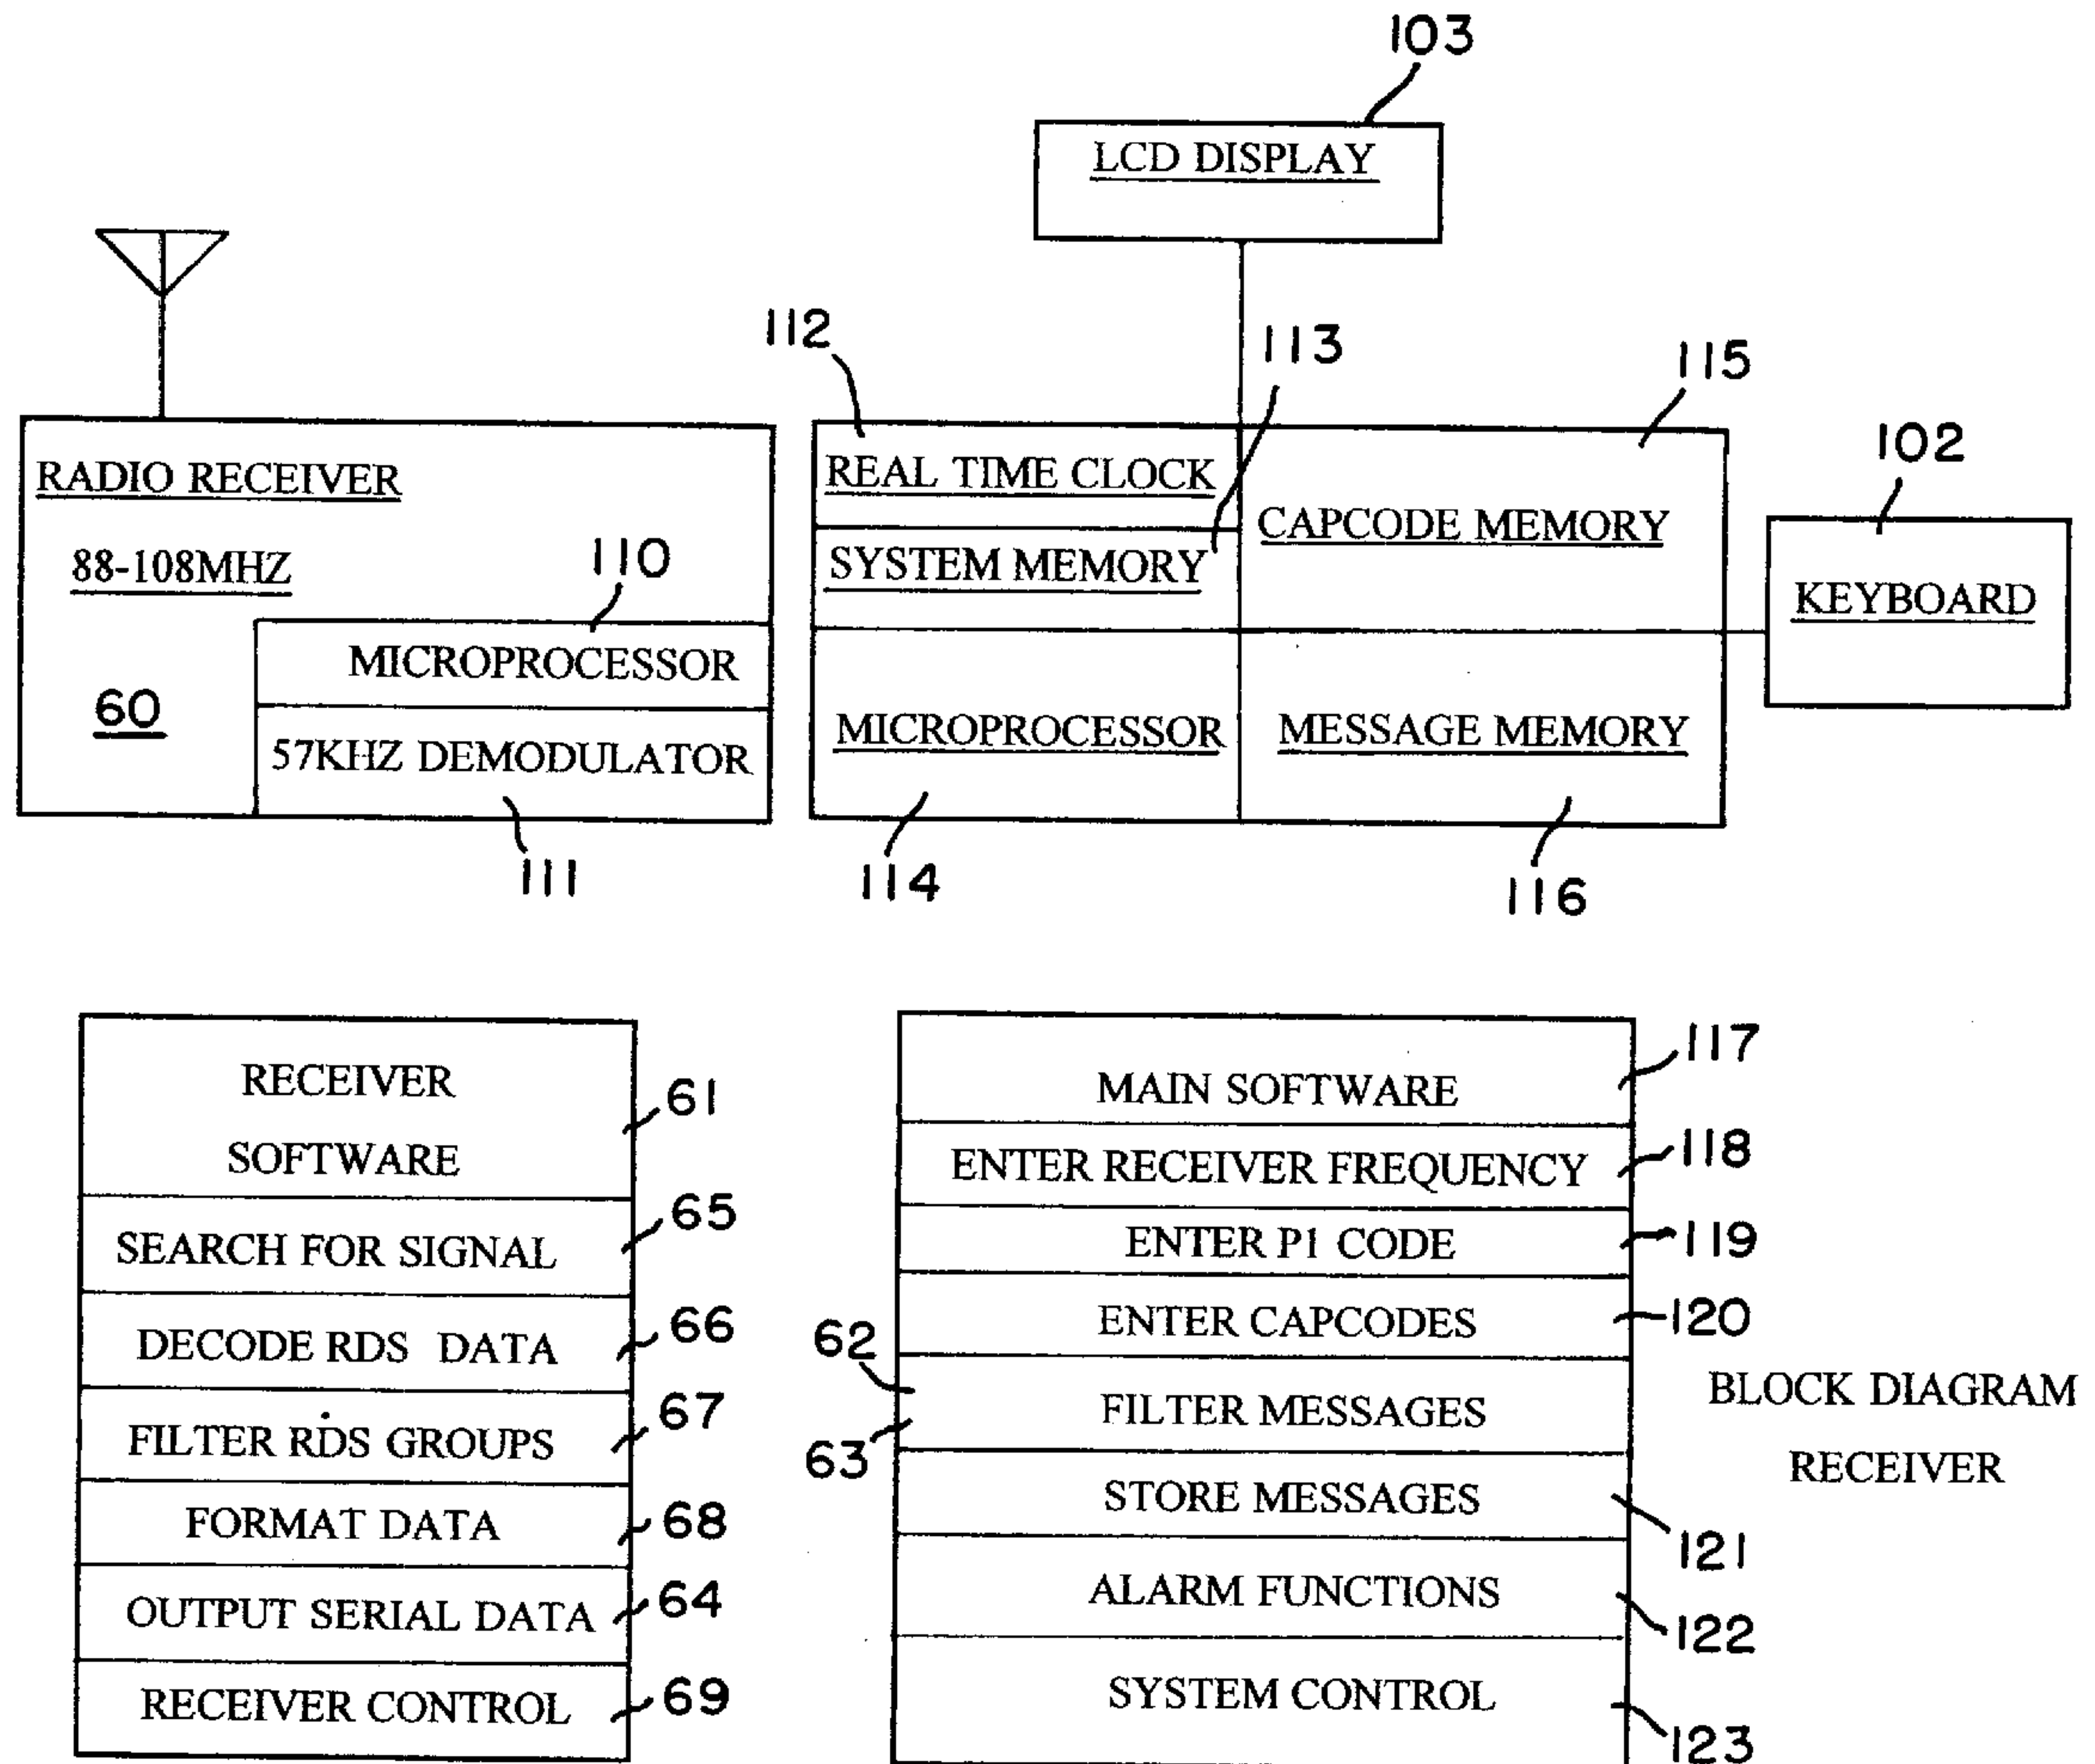 103
LCD DISPLAY
112
113
115
RADIO RECEIVER
88-108MHZ
110
MICROPROCESSOR
60
57KHZ DEMODULATOR
111
REAL TIME CLOCK
SYSTEM MEMORY
CAPCODE MEMORY
102
KEYBOARD
MICROPROCESSOR
MESSAGE MEMORY
114
116
RECEIVER
SOFTWARE
61
SEARCH FOR SIGNAL
65
DECODE RDS DATA
66
FILTER RDS GROUPS
67
FORMAT DATA
68
OUTPUT SERIAL DATA
64
RECEIVER CONTROL
69
MAIN SOFTWARE
117
ENTER RECEIVER FREQUENCY
118
ENTER P1 CODE
119
ENTER CAPCODES
120
62
63
FILTER MESSAGES
STORE MESSAGES
121
ALARM FUNCTIONS
122
SYSTEM CONTROL
123
BLOCK DIAGRAM
RECEIVER